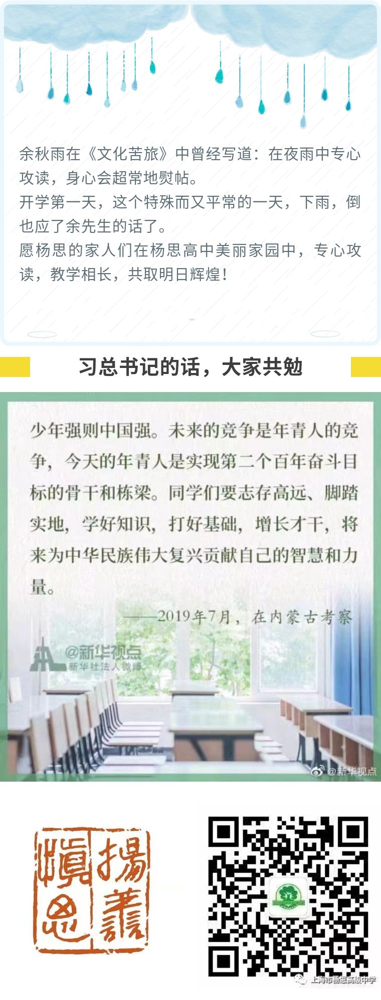 余秋雨在《文化苦旅》中曾经写道：在夜雨中专心
攻读，身心会超常地熨帖。
开学第一天，这个特殊而又平常的一天，下雨，倒
也应了余先生的话了。
愿杨思的家人们在杨思高中美丽家园中，专心攻
读，教学相长，共取明日辉煌！
习总书记的话，大家共勉
少年强则中国强。未来的竞争是年青人的竞
争，今天的年青人是实现第二个百年奋斗目
标的骨干和栋梁。同学们要志存高远、脚踏
实地，学好知识，打好基础，增长才干，将
来为中华民族伟大复兴贡献自己的智慧和力
量。
——2019年7月，在内蒙古考察
@新华视点
新华社法人微博
@新华视点
揚善
慎思
上海市杨思高级中学